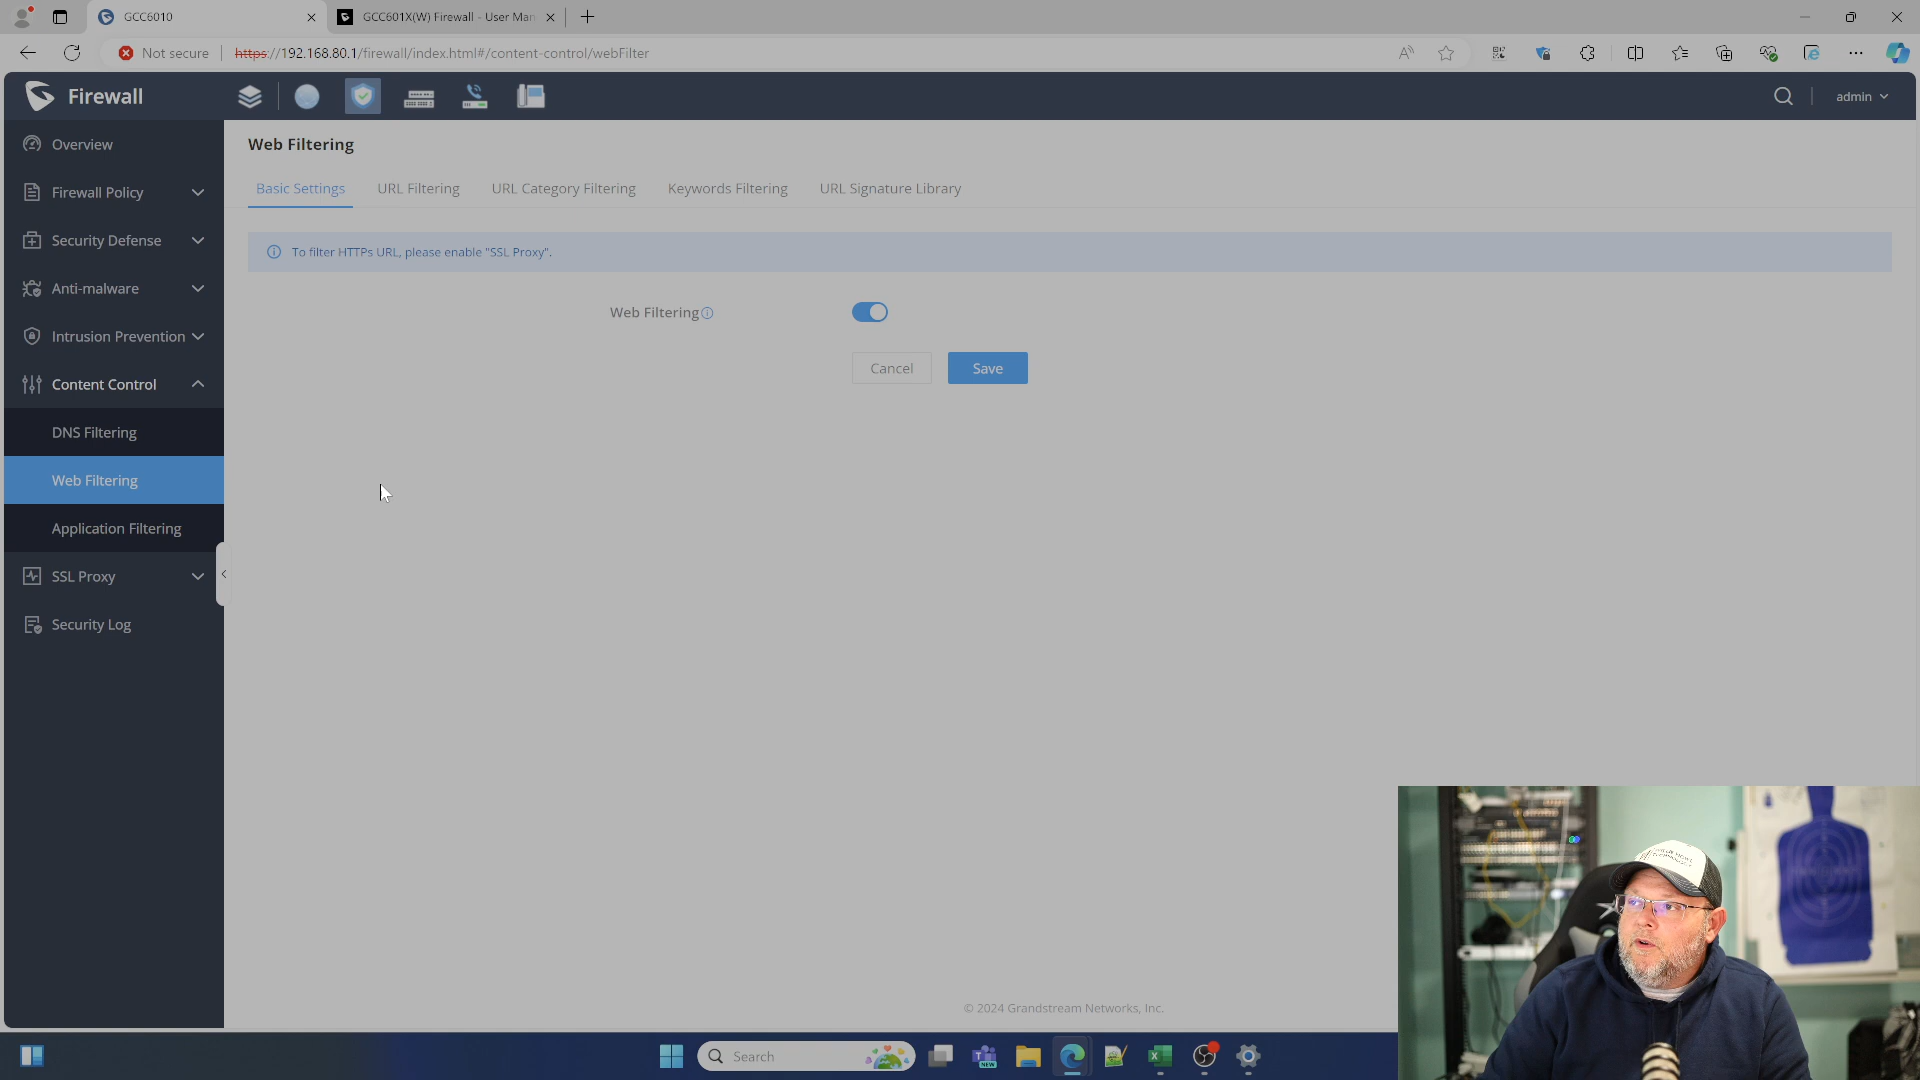 GCC6010
GCC601X(W) Firewall - User Man
Not secure
https://192.168.80.1/firewall/index.html#/content-control/webFilter
Firewall
admin
Overview
Firewall Policy
Security Defense
Anti-malware
Intrusion Prevention
Content Control
DNS Filtering
Web Filtering
Application Filtering
SSL Proxy
Security Log
Web Filtering
Basic Settings
URL Filtering
URL Category Filtering
Keywords Filtering
URL Signature Library
To filter HTTPs URL, please enable "SSL Proxy".
Web Filtering
Cancel
Save
© 2024 Grandstream Networks, Inc.
Search
NEW